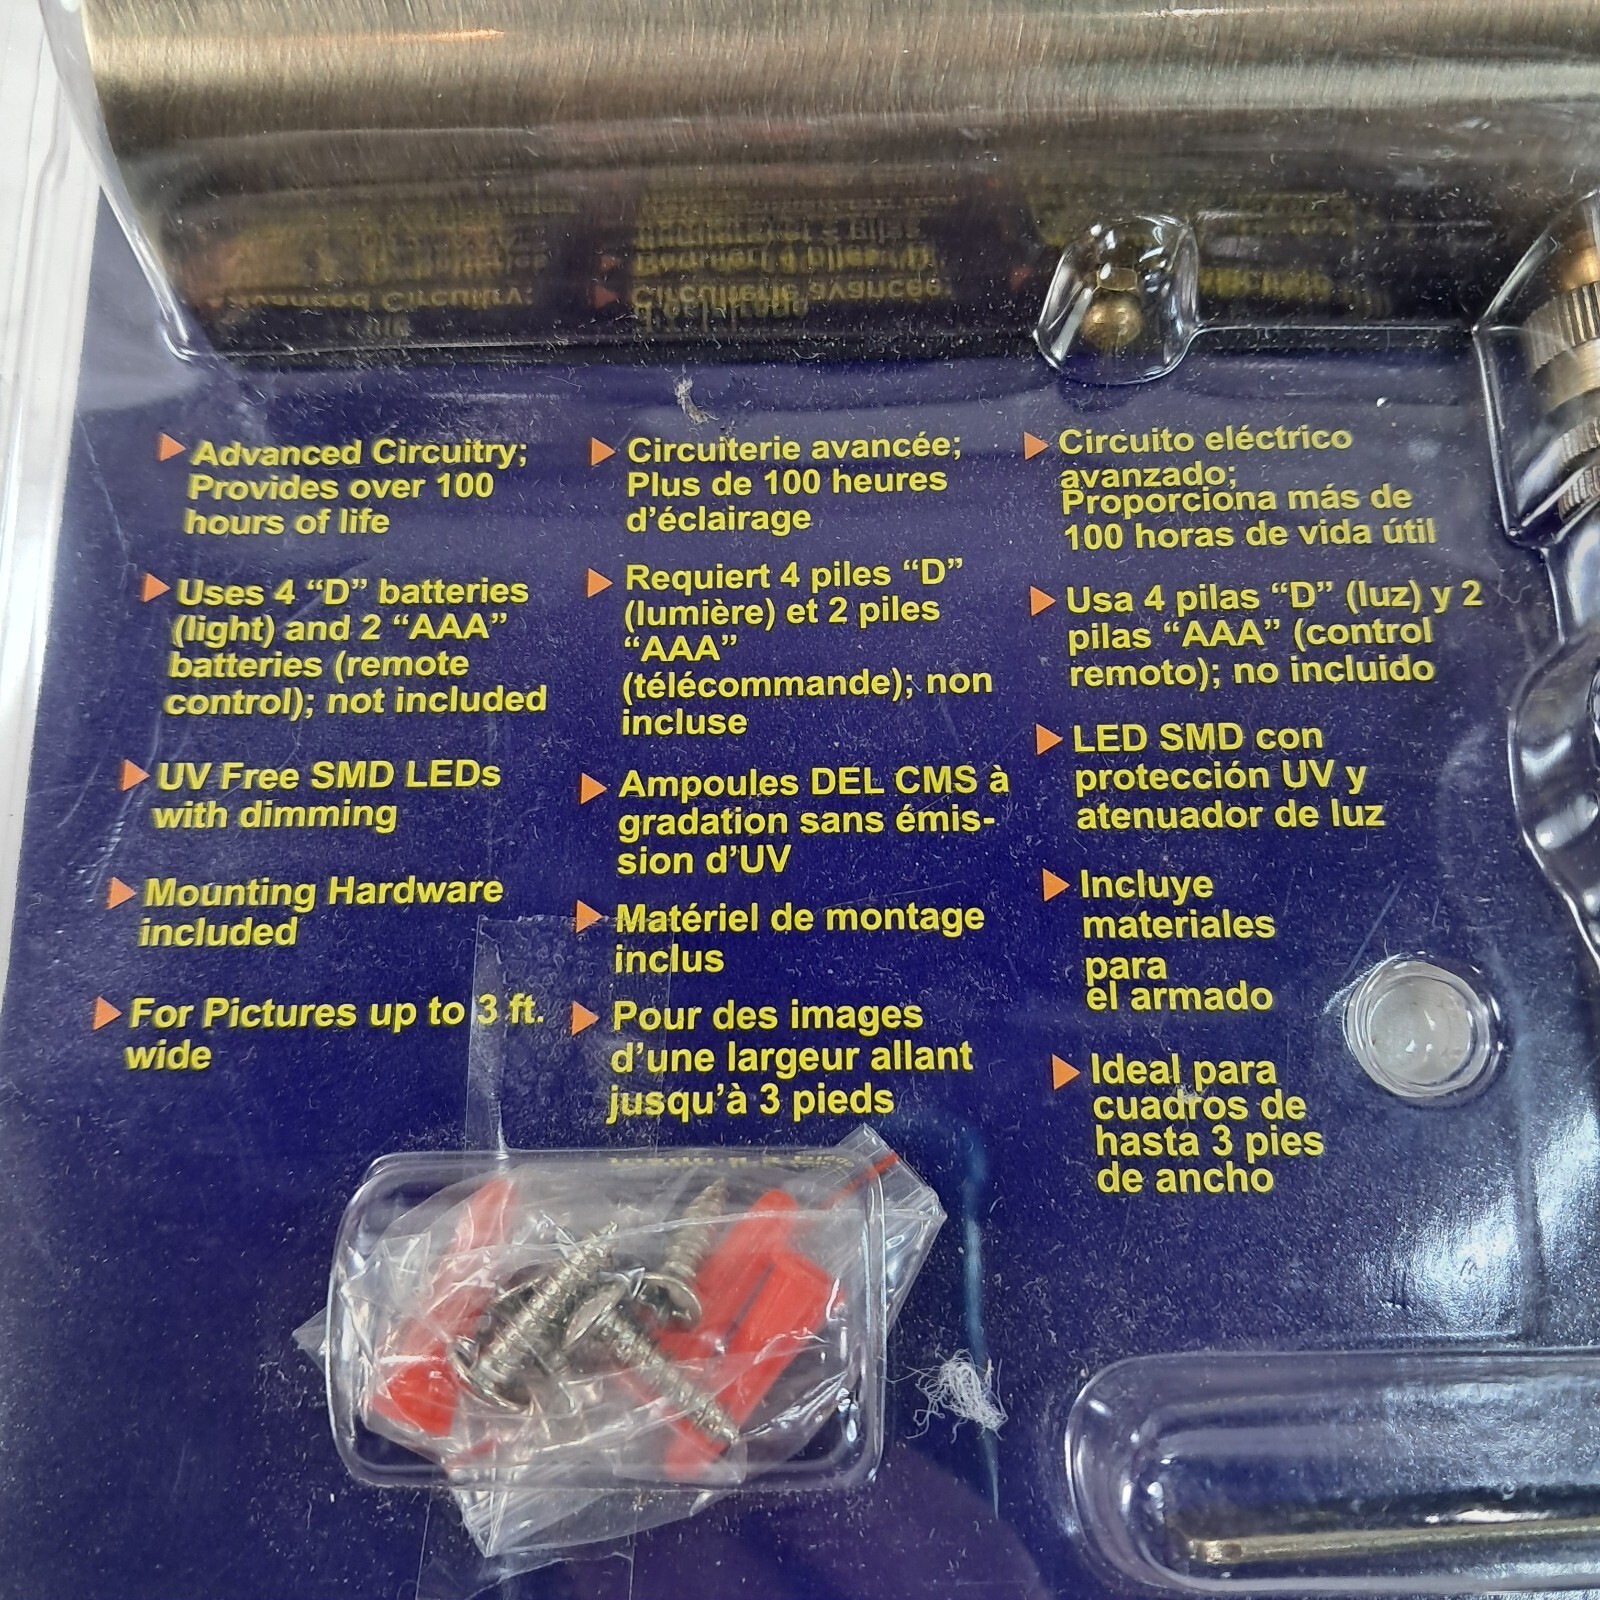 Advanced Circuitry;
Provides over 100
hours of life
Uses 4 “D” batteries
(light) and 2 “AAA”
batteries (remote
control); not included
UV Free SMD LEDs
with dimming
Mounting Hardware
included
For Pictures up to 3 ft.
wide
Circuiterie avancée;
Plus de 100 heures
d’éclairage
Requiert 4 piles “D”
(lumière) et 2 piles
“AAA”
(télécommande); non
incluse
Ampoules DEL CMS à
gradation sans émis-
sion d’UV
Matériel de montage
inclus
Pour des images
d’une largeur allant
jusqu’à 3 pieds
Circuito eléctrico
avanzado;
Proporciona más de
100 horas de vida útil
Usa 4 pilas “D” (luz) y 2
pilas “AAA” (control
remoto); no incluido
LED SMD con
protección UV y
atenuador de luz
Incluye
materiales
para
el armado
Ideal para
cuadros de
hasta 3 pies
de ancho